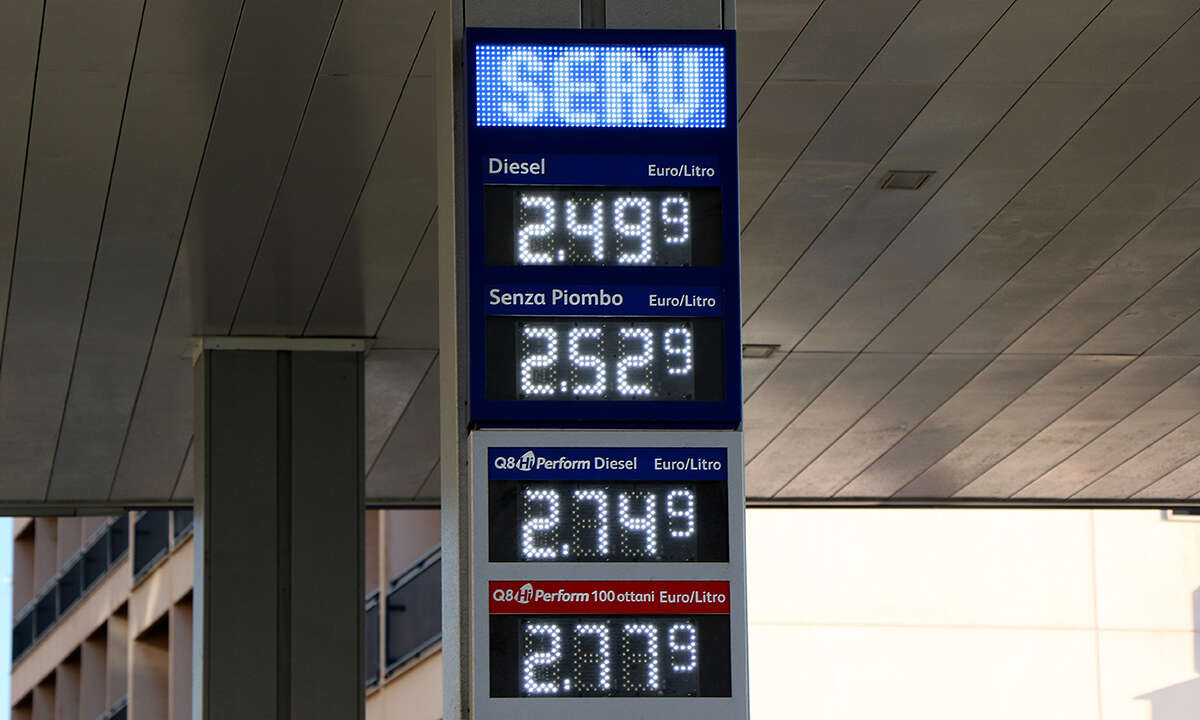 SERV
Diesel Euro/Litro
2.499
Senza Piombo Euro/Litro
2.529
Q8 Hi Perform Diesel Euro/Litro
2.749
Q8 Hi Perform 100 ottani Euro/Litro
2.779